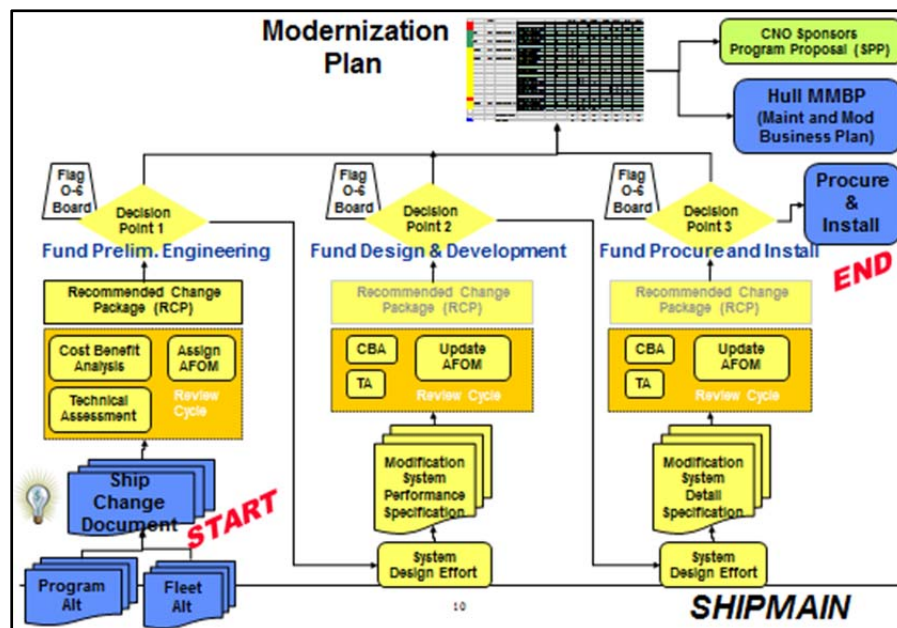 Modernization
Plan
CNO Sponsors
Program Proposal (SPP)
Hull MMBP
(Maint and Mod
Business Plan)
Flag
O-6
Board
Decision
Point 1
Flag
O-6
Board
Decision
Point 2
Flag
O-6
Board
Decision
Point 3
Procure
&
Install
Fund Prelim. Engineering
Fund Design & Development
Fund Procure and Install
END
Recommended Change
Package (RCP)
Recommended Change
Package (RCP)
Recommended Change
Package (RCP)
Cost Benefit
Analysis
Assign
AFOM
Technical
Assessment
Review
Cycle
CBA
Update
AFOM
TA
Review Cycle
CBA
Update
AFOM
TA
Review Cycle
Ship
Change
Document
START
Modification
System
Performance
Specification
Modification
System
Detail
Specification
Program
Alt
Fleet
Alt
System
Design Effort
System
Design Effort
10
SHIPMAIN